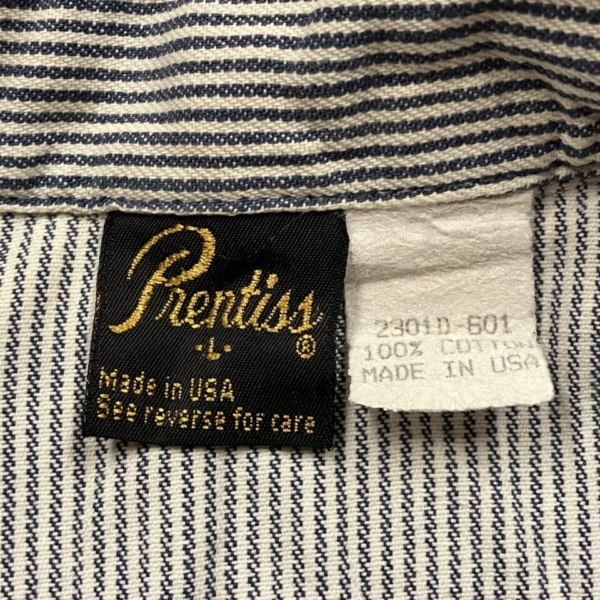 Prentiss
-L- ®
Made in USA
See reverse for care
2301D-601
100% COTTON
MADE IN USA